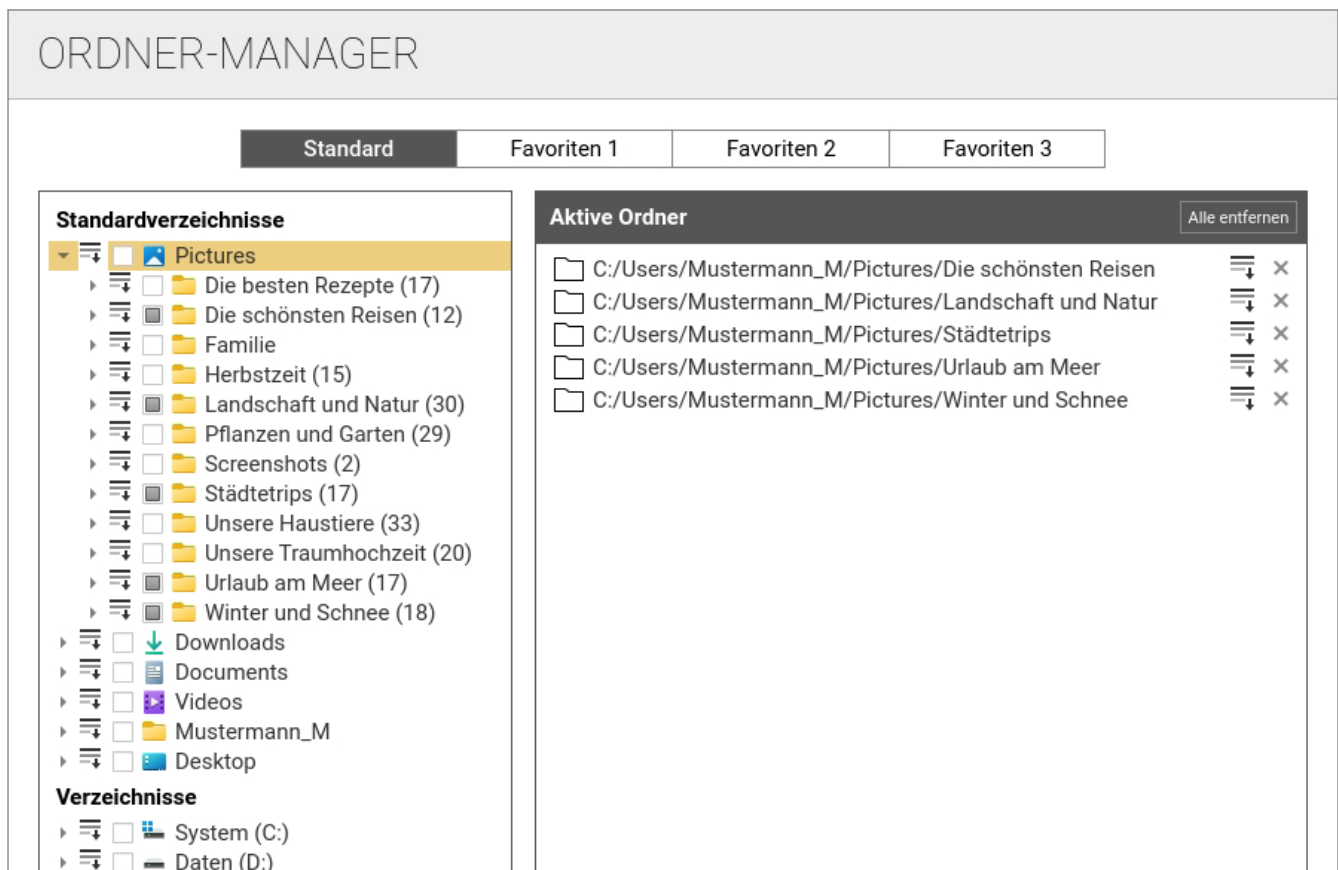 ORDNER-MANAGER
Standard
Favoriten 1
Favoriten 2
Favoriten 3
Standardverzeichnisse
Pictures
Die besten Rezepte (17)
Die schönsten Reisen (12)
Familie
Herbstzeit (15)
Landschaft und Natur (30)
Pflanzen und Garten (29)
Screenshots (2)
Städtetrips (17)
Unsere Haustiere (33)
Unsere Traumhochzeit (20)
Urlaub am Meer (17)
Winter und Schnee (18)
Downloads
Documents
Videos
Mustermann_M
Desktop
Verzeichnisse
System (C:)
Daten (D:)
Aktive Ordner
Alle entfernen
C:/Users/Mustermann_M/Pictures/Die schönsten Reisen
C:/Users/Mustermann_M/Pictures/Landschaft und Natur
C:/Users/Mustermann_M/Pictures/Städtetrips
C:/Users/Mustermann_M/Pictures/Urlaub am Meer
C:/Users/Mustermann_M/Pictures/Winter und Schnee